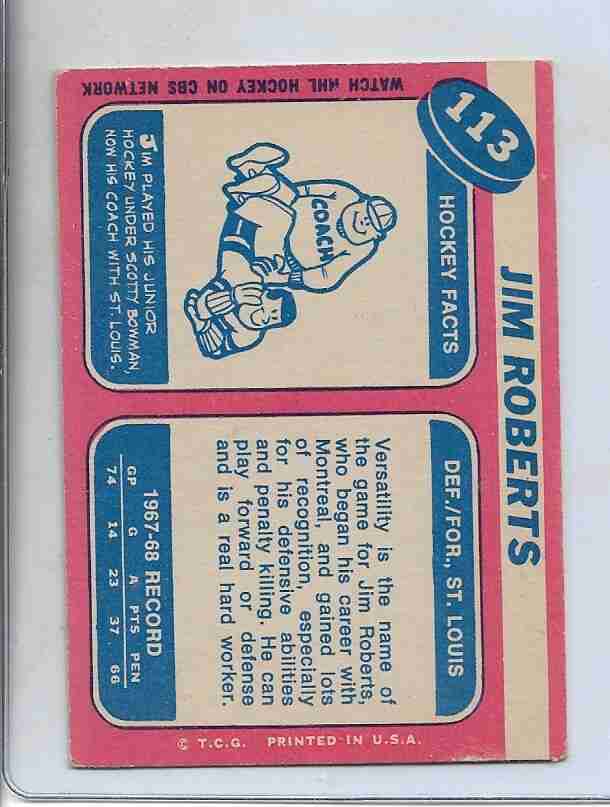 113
JIM ROBERTS
HOCKEY FACTS
COACH
JIM PLAYED HIS JUNIOR
HOCKEY UNDER SCOTTY BOWMAN
NOW HIS COACH WITH ST. LOUIS.
WATCH NHL HOCKEY ON CBS NETWORK
DEF./FOR., ST. LOUIS
Versatility is the name of
the game for Jim Roberts,
who began his career with
Montreal, and gained lots
of recognition, especially
for his defensive abilities
and penalty killing. He can
play forward or defense
and is a real hard worker.
1967-68 RECORD
GP G A PTS PEN
74 14 23 37 66
© T.C.G. PRINTED IN U.S.A.